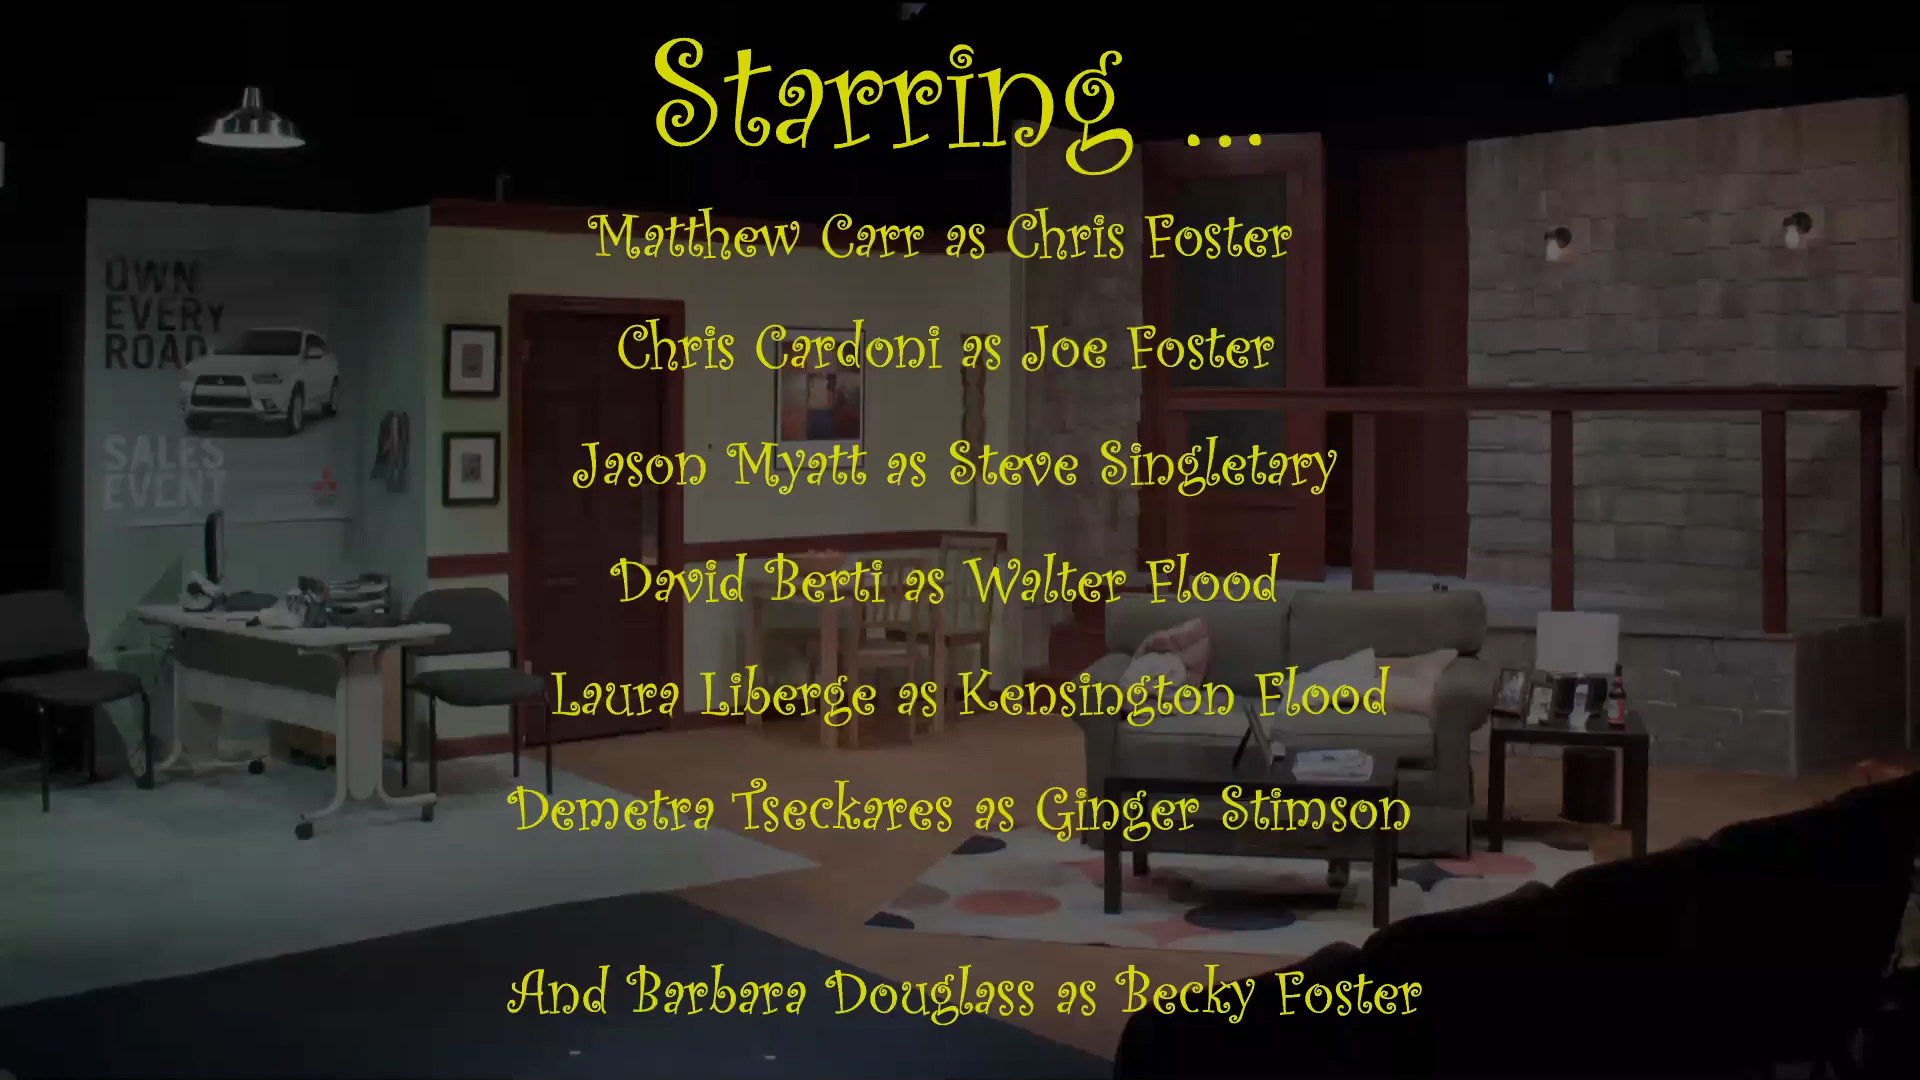 Starring ...
Matthew Carr as Chris Foster
Chris Cardoni as Joe Foster
Jason Myatt as Steve Singletary
David Berti as Walter Flood
Laura Liberge as Kensington Flood
Demetra Tseckares as Ginger Stimson
And Barbara Douglass as Becky Foster
OWN
EVERY
ROAD
SALES
EVENT